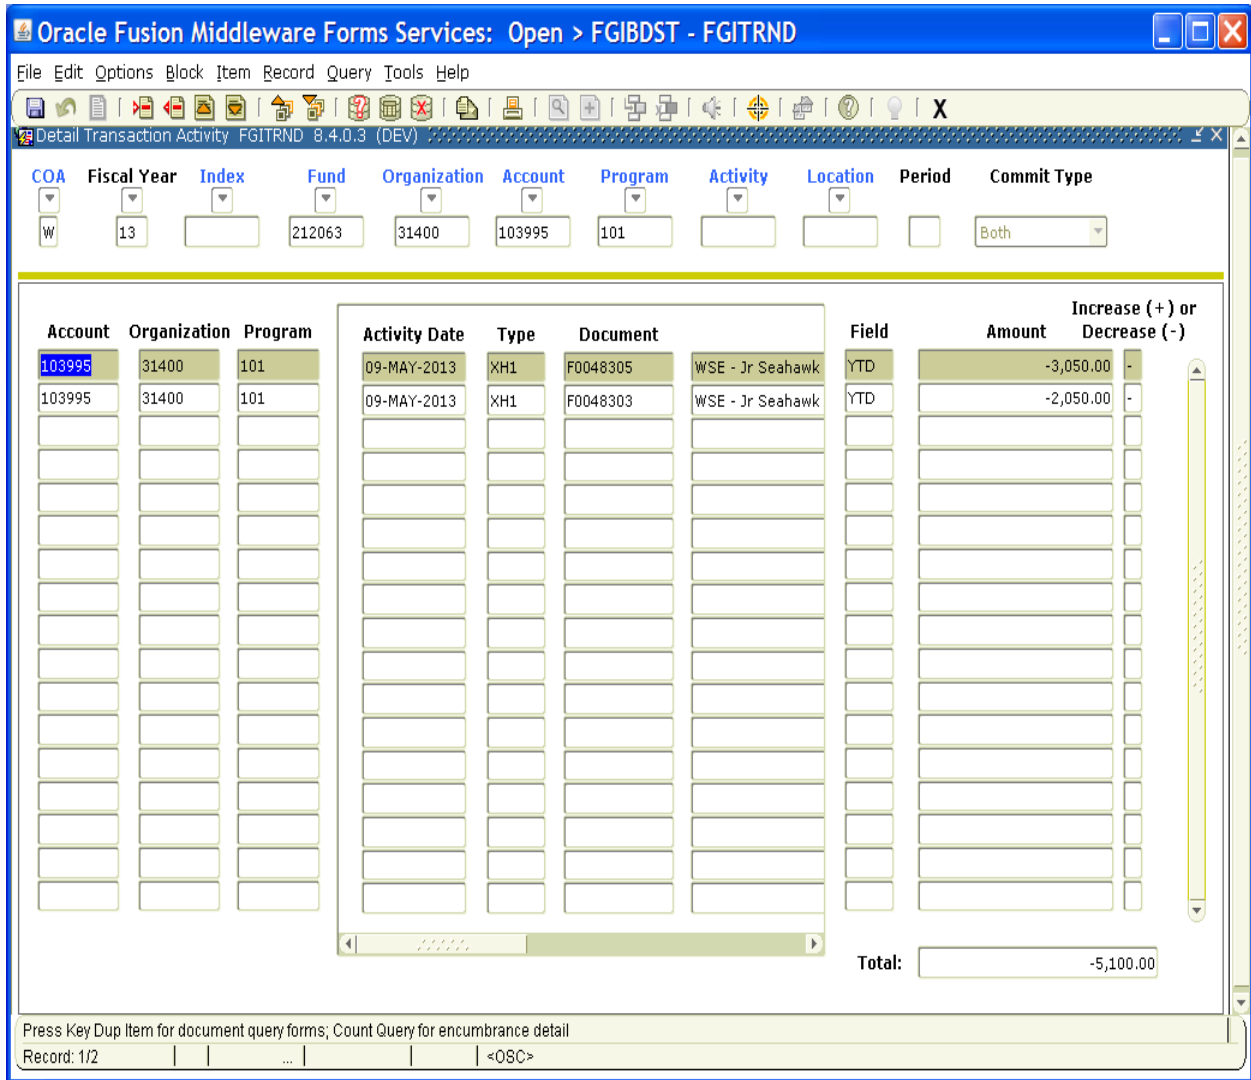 Oracle Fusion Middleware Forms Services: Open > FGIBDST - FGITRND
File Edit Options Block Item Record Query Tools Help
Detail Transaction Activity FGITRND 8.4.0.3 (DEV)
COA Fiscal Year Index Fund Organization Account Program Activity Location Period Commit Type
W 13 212063 31400 103995 101 Both
Increase (+) or
Account Organization Program Activity Date Type Document Field Amount Decrease (-)
103995 31400 101 09-MAY-2013 XH1 F0048305 WSE - Jr Seahawk YTD -3,050.00 -
103995 31400 101 09-MAY-2013 XH1 F0048303 WSE - Jr Seahawk YTD -2,050.00 -
Total: -5,100.00
Press Key Dup Item for document query forms; Count Query for encumbrance detail
Record: 1/2 ... <OSC>